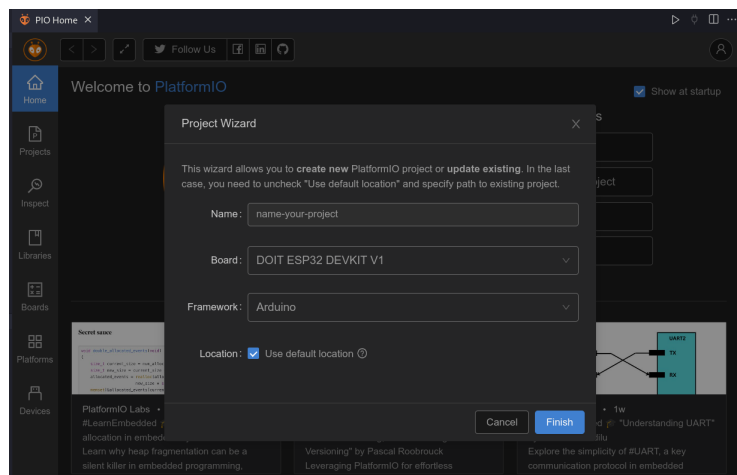 PIO Home
Follow Us
Home
Projects
Inspect
Libraries
Boards
Platforms
Devices
Welcome to PlatformIO
Show at startup
s
ject
Project Wizard
This wizard allows you to create new PlatformIO project or update existing. In the last
case, you need to uncheck "Use default location" and specify path to existing project.
Name: name-your-project
Board: DOIT ESP32 DEVKIT V1
Framework: Arduino
Location: Use default location
Cancel Finish
Secret sauce
UART2
TX
RX
PlatformIO Labs •
#LearnEmbedded
allocation in embed
Learn why heap fragmentation can be a
silent killer in embedded programming,
Versioning" by Pascal Roobrouck
Leveraging PlatformIO for effortless
• 1w
d "Understanding UART"
dilu
Explore the simplicity of #UART, a key
communication protocol in embedded